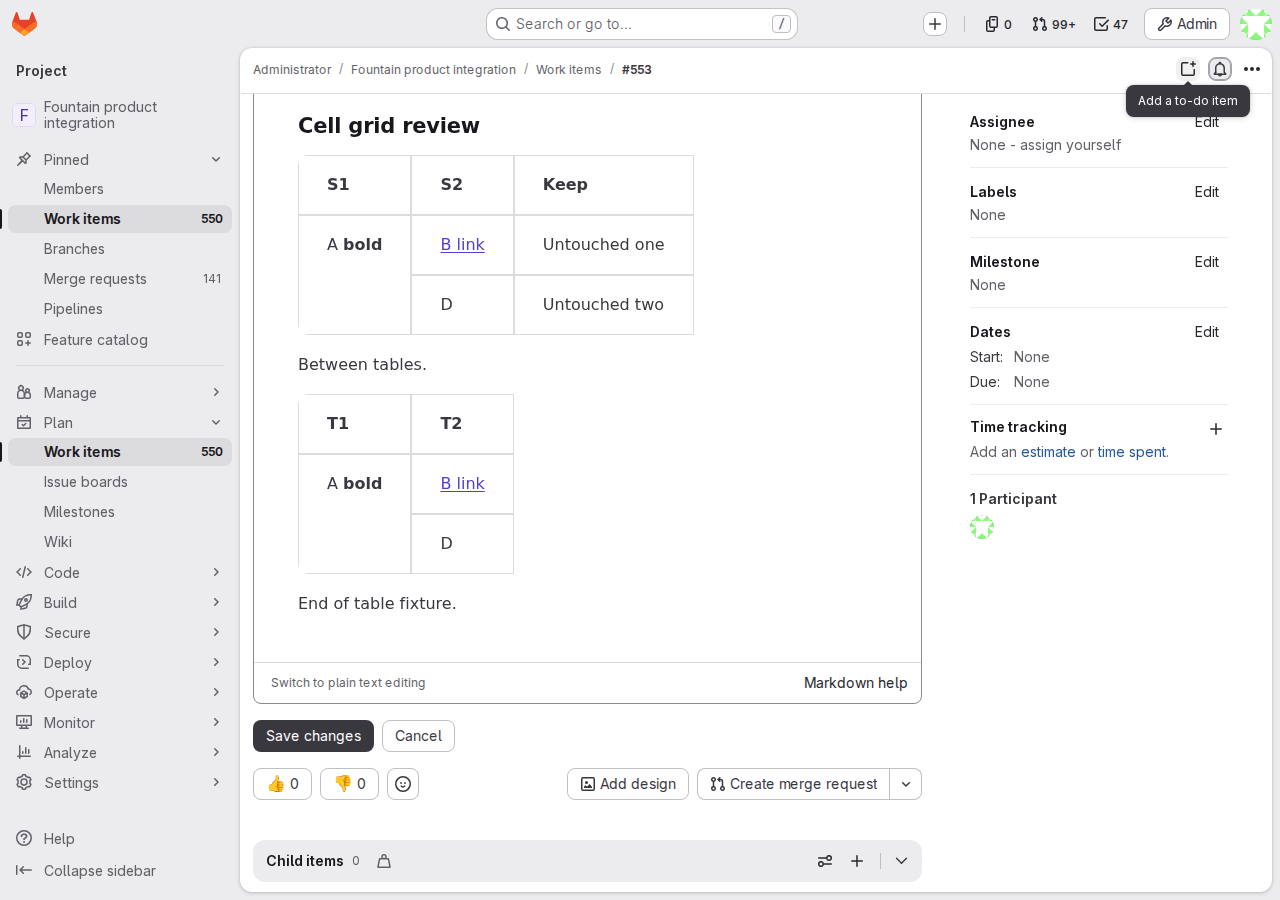 Search or go to...
/
0
99+
47
Admin
Project
F
Fountain product
integration
Pinned
Members
Work items
550
Branches
Merge requests
141
Pipelines
Feature catalog
Manage
Plan
Work items
550
Issue boards
Milestones
Wiki
Code
Build
Secure
Deploy
Operate
Monitor
Analyze
Settings
Help
Collapse sidebar
Administrator / Fountain product integration / Work items / #553
Add a to-do item
Cell grid review
S1 S2 Keep
A bold B link Untouched one
D Untouched two
Between tables.
T1 T2
A bold B link
D
End of table fixture.
Switch to plain text editing
Markdown help
Save changes
Cancel
👍 0
👎 0
Add design
Create merge request
Child items 0
Assignee
Edit
None - assign yourself
Labels
Edit
None
Milestone
Edit
None
Dates
Edit
Start: None
Due: None
Time tracking
Add an estimate or time spent.
1 Participant